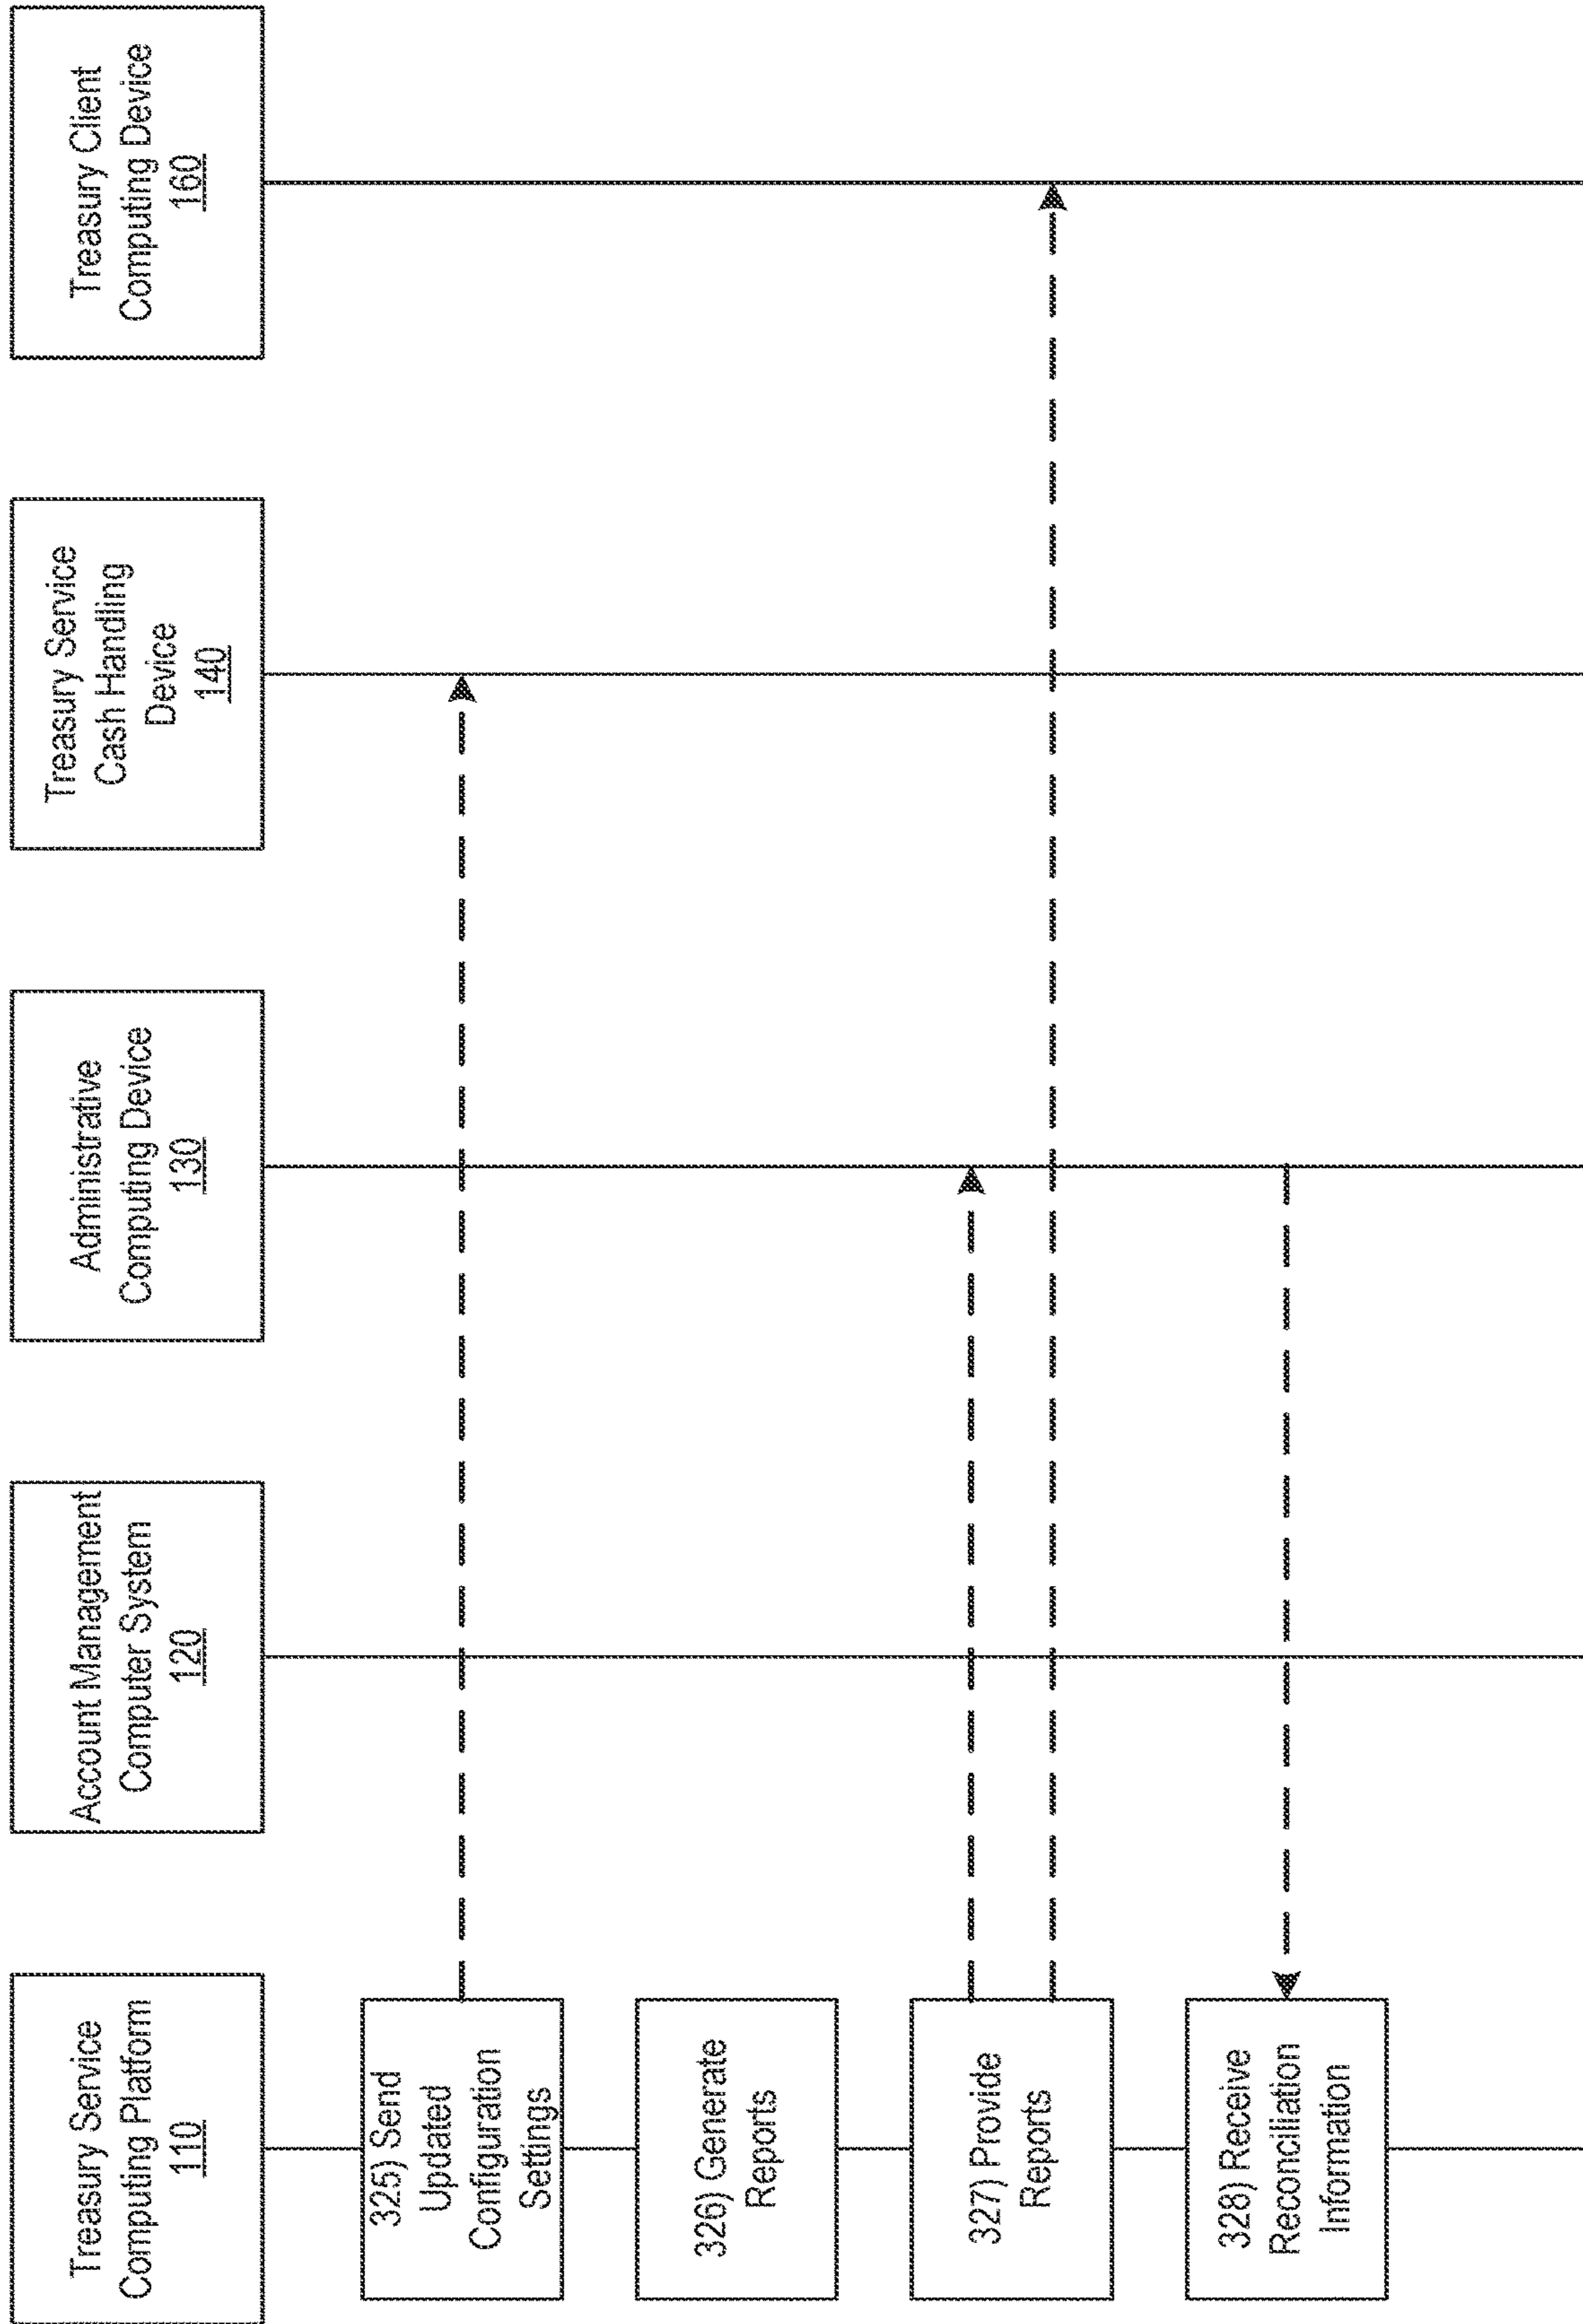 Treasury Service
Computing Platform
110
Account Management
Computer System
120
Administrative
Computing Device
130
Treasury Service
Cash Handling
Device
140
Treasury Client
Computing Device
160
325) Send
Updated
Configuration
Settings
326) Generate
Reports
327) Provide
Reports
328) Receive
Reconciliation
Information